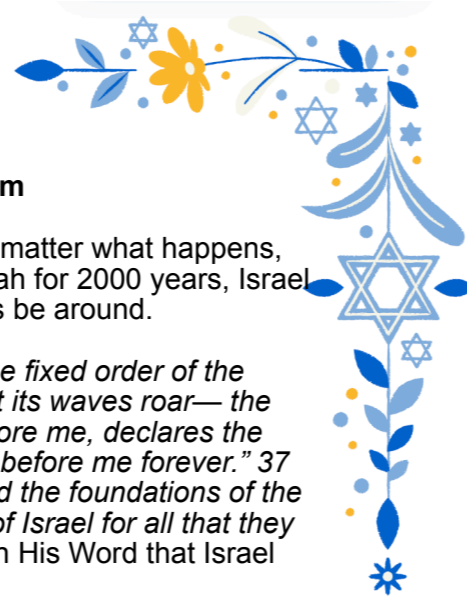 m
matter what happens,
ah for 2000 years, Israel
s be around.
e fixed order of the
t its waves roar— the
ore me, declares the
before me forever.” 37
d the foundations of the
of Israel for all that they
n His Word that Israel